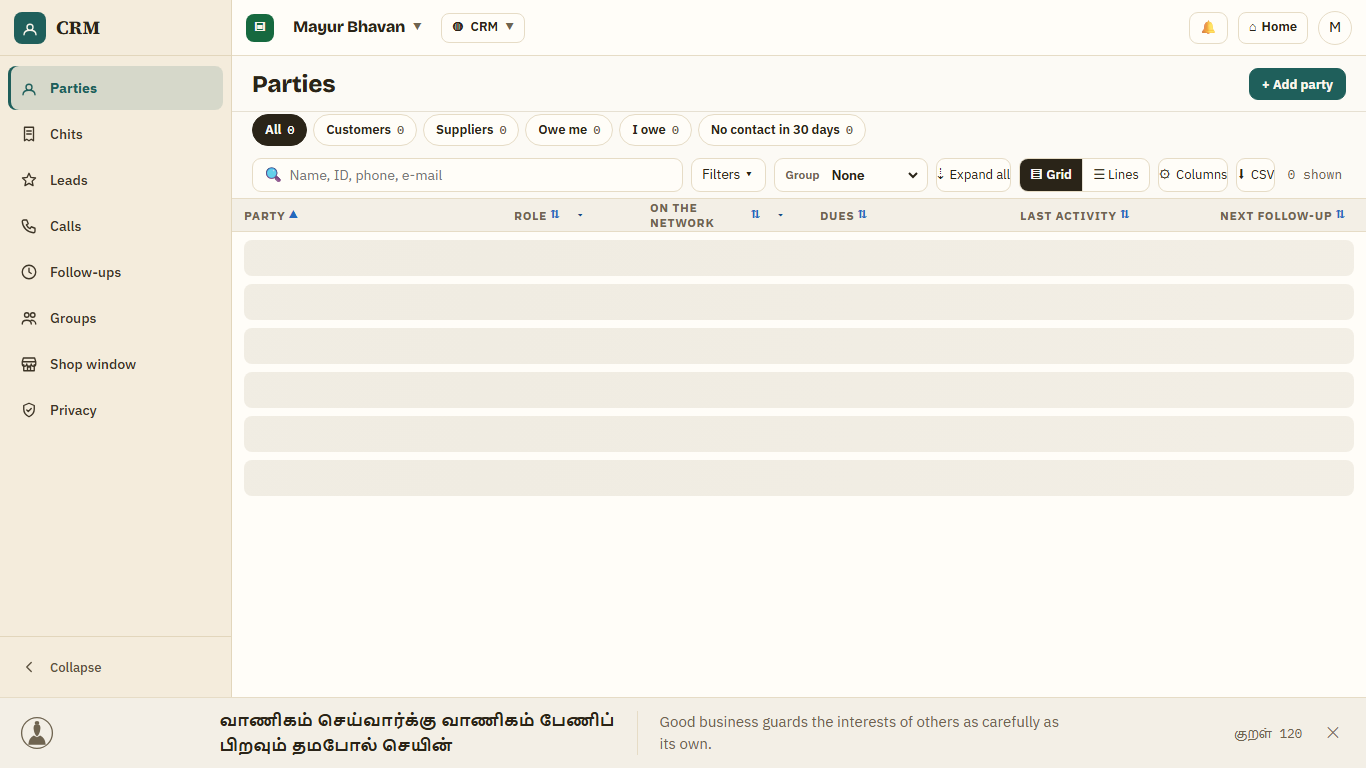 CRM
Mayur Bhavan
CRM
Home
M
Parties
Chits
Leads
Calls
Follow-ups
Groups
Shop window
Privacy
Collapse
Parties
+ Add party
All 0
Customers 0
Suppliers 0
Owe me 0
I owe 0
No contact in 30 days 0
Name, ID, phone, e-mail
Filters
Group None
Expand all
Grid
Lines
Columns
CSV
0 shown
PARTY
ROLE
ON THE
NETWORK
DUES
LAST ACTIVITY
NEXT FOLLOW-UP
வாணிகம் செய்வார்க்கு வாணிகம் பேணிப்
பிறவும் தமபோல் செயின்
Good business guards the interests of others as carefully as
its own.
குறள் 120